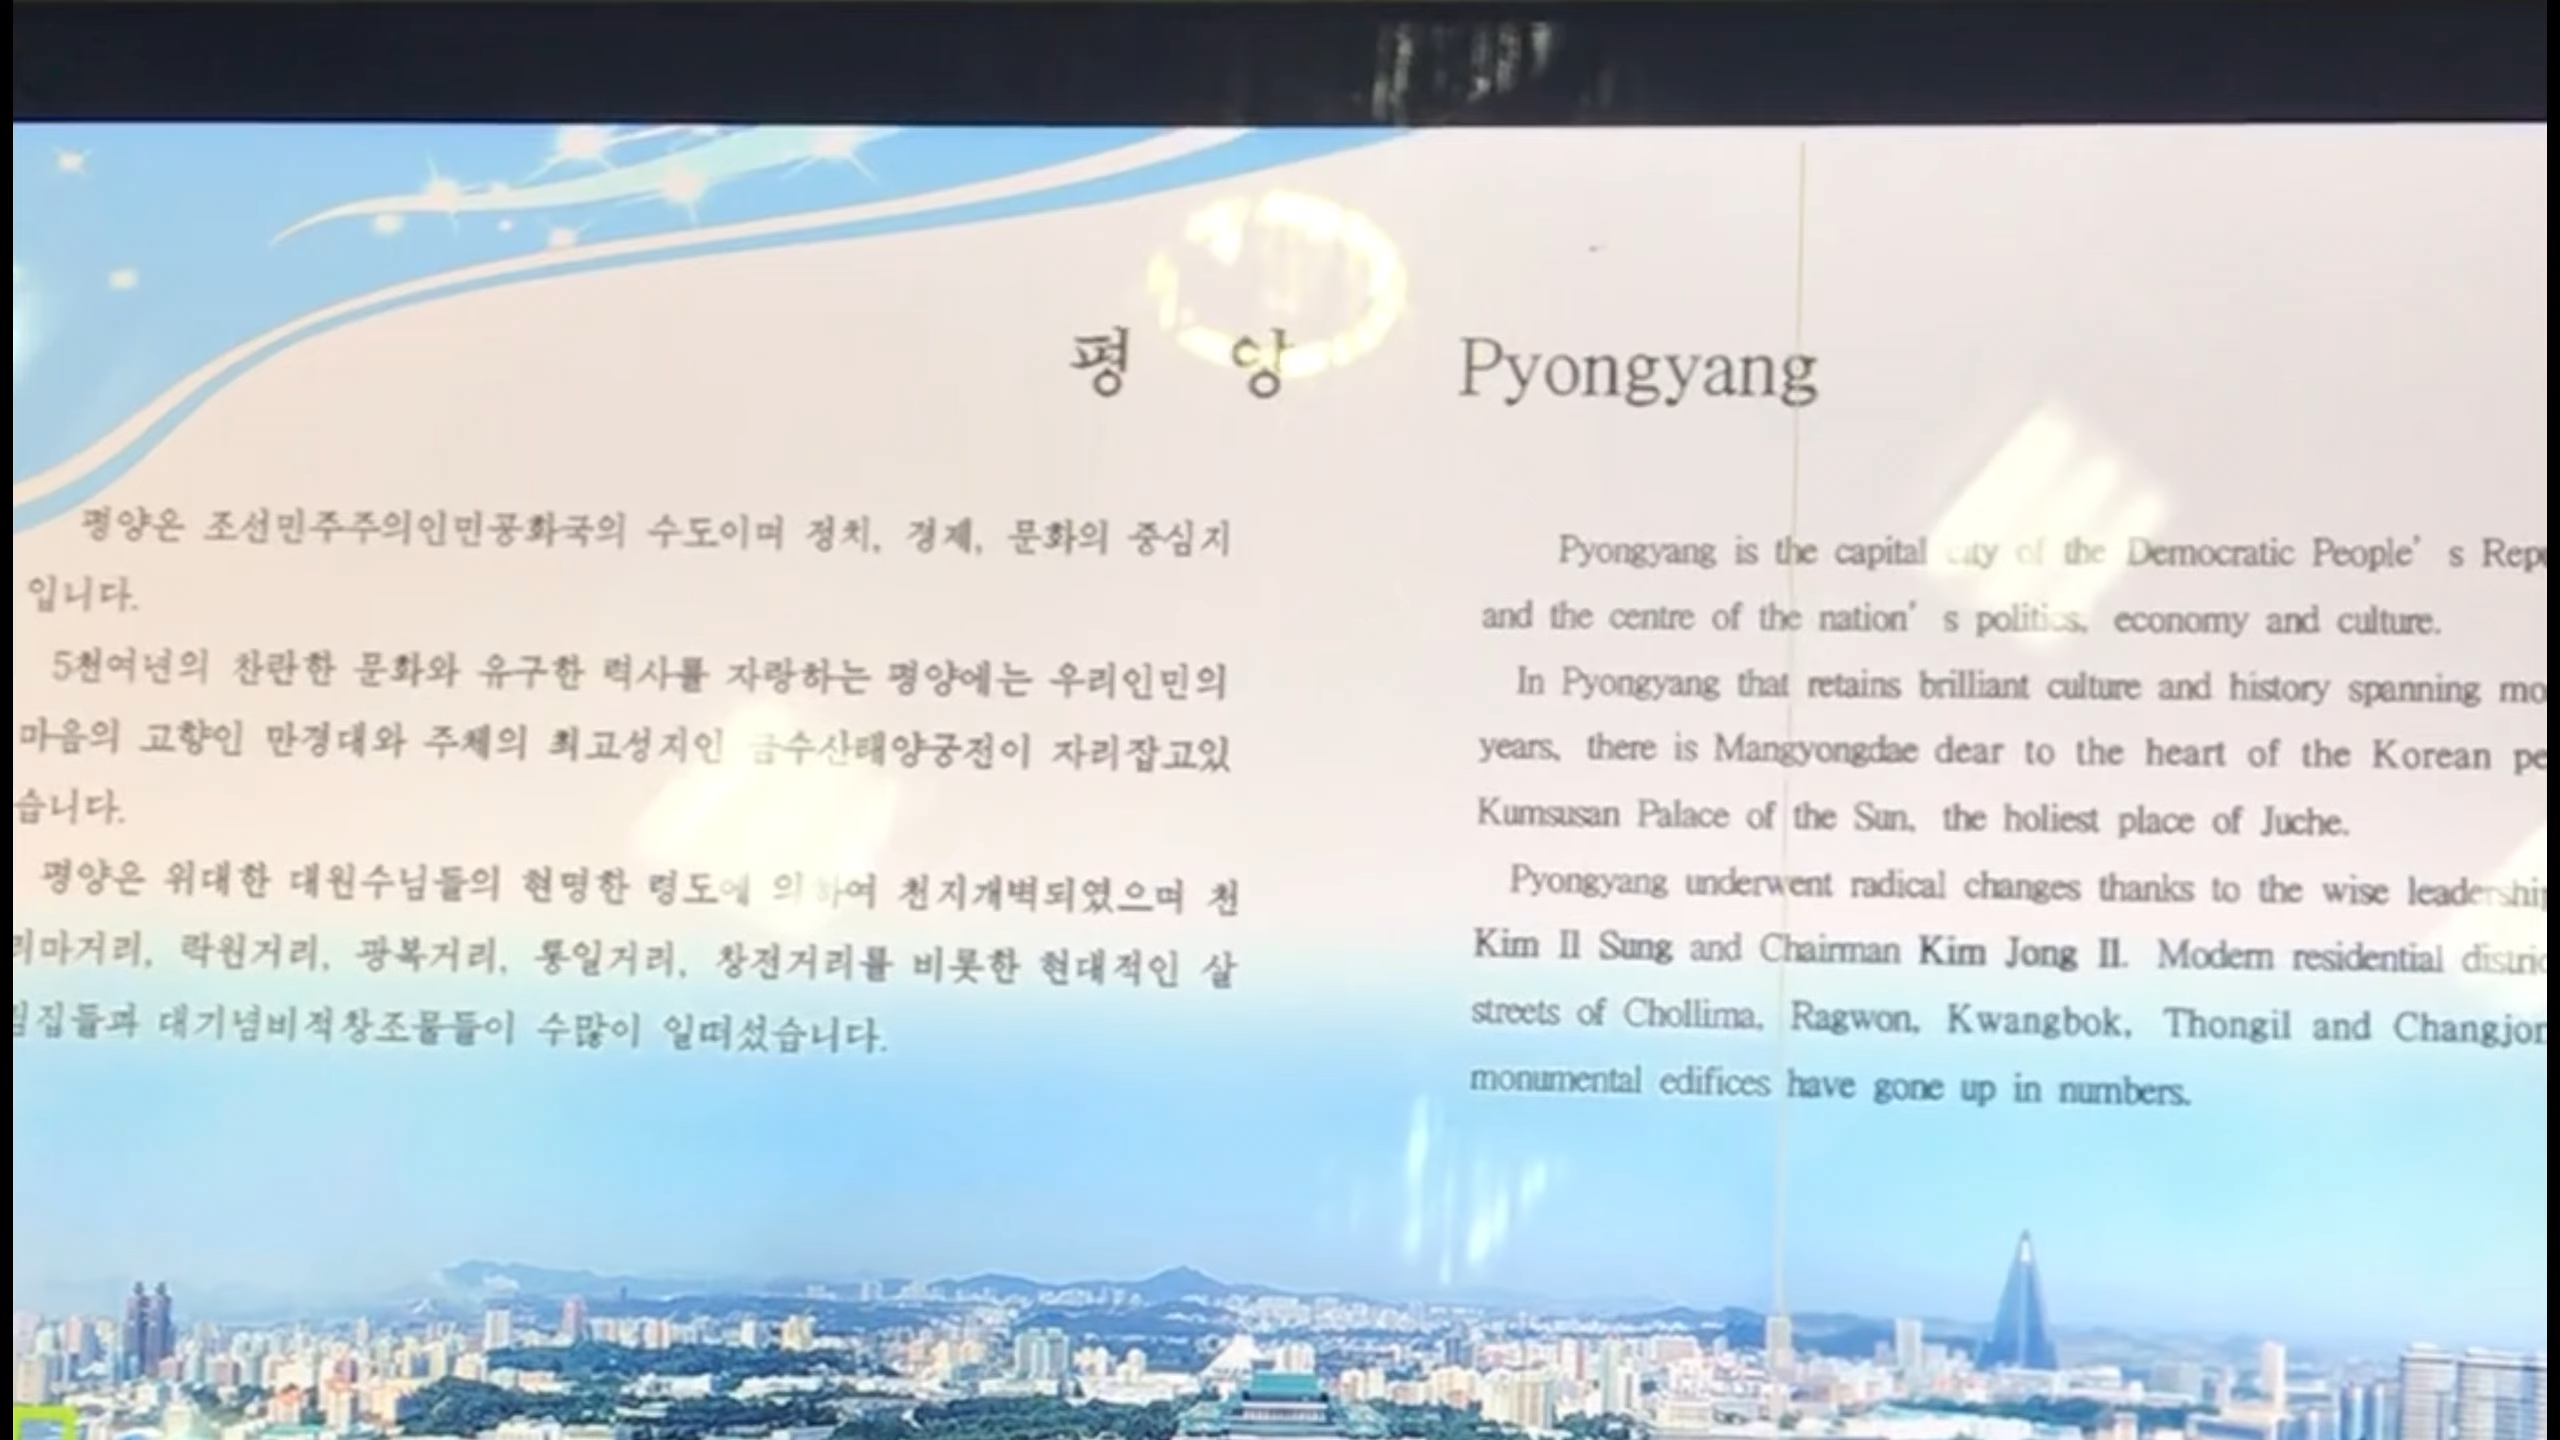 평 양 Pyongyang
평양은 조선민주주의인민공화국의 수도이며 정치, 경제, 문화의 중심지
입니다.
5천여년의 찬란한 문화와 유구한 력사를 자랑하는 평양에는 우리인민의
마음의 고향인 만경대와 주체의 최고성지인 금수산태양궁전이 자리잡고있
습니다.
평양은 위대한 대원수님들의 현명한 령도에 의하여 천지개벽되였으며 천
리마거리, 락원거리, 광복거리, 통일거리, 창전거리를 비롯한 현대적인 살
림집들과 대기념비적창조물들이 수많이 일떠섰습니다.
Pyongyang is the capital city of the Democratic People's
and the centre of the nation's politics, economy and culture.
In Pyongyang that retains brilliant culture and history spanning
years, there is Mangyongdae dear to the heart of the Korean
Kumsusan Palace of the Sun, the holiest place of Juche.
Pyongyang underwent radical changes thanks to the wise
Kim Il Sung and Chairman Kim Jong Il. Modern residential
streets of Chollima, Ragwon, Kwangbok, Thongil and
monumental edifices have gone up in numbers.